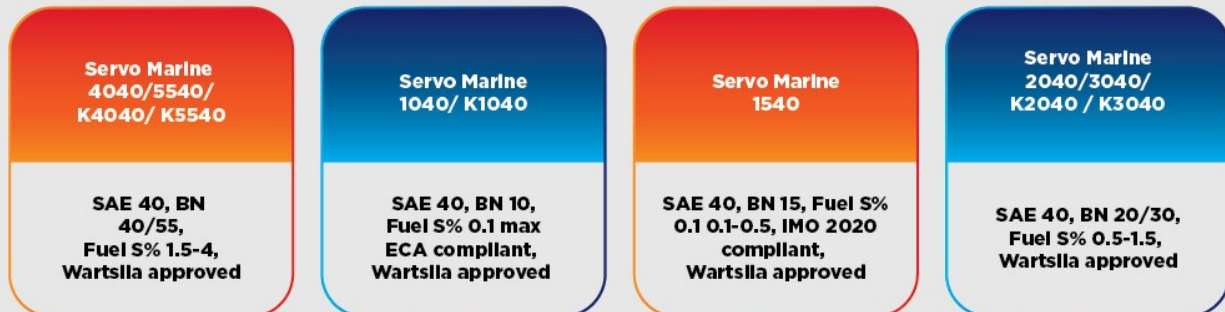 Servo Marine
4040/5540/
K4040/ K5540
SAE 40, BN
40/55,
Fuel S% 1.5-4,
Wartsila approved
Servo Marine
1040/ K1040
SAE 40, BN 10,
Fuel S% 0.1 max
ECA compliant,
Wartsila approved
Servo Marine
1540
SAE 40, BN 15, Fuel S%
0.1 0.1-0.5, IMO 2020
compliant,
Wartsila approved
Servo Marine
2040/3040/
K2040 / K3040
SAE 40, BN 20/30,
Fuel S% 0.5-1.5,
Wartsila approved